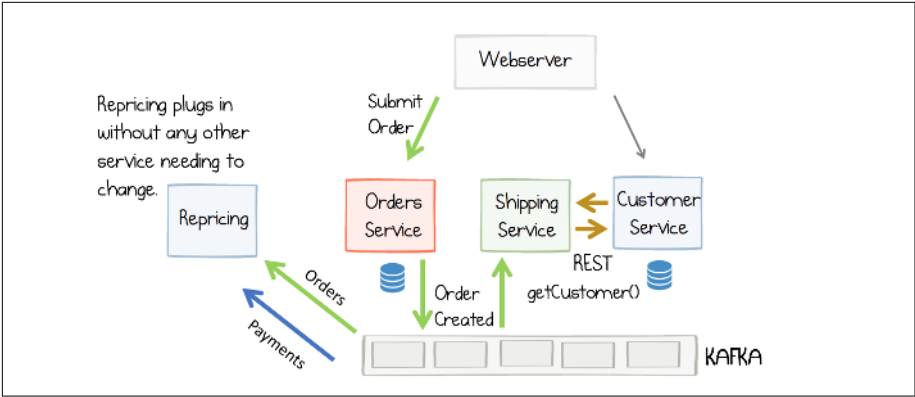 Webserver
Repricing plugs in
without any other
service needing to
change.
Submit
Order
Repricing
Orders
Service
Shipping
Service
Customer
Service
REST
getCustomer()
Orders
Payments
Order
Created
KAFKA